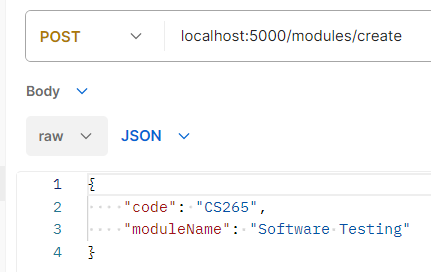 POST localhost:5000/modules/create
Body
raw JSON
1 {
2 "code": "CS265",
3 "moduleName": "Software Testing"
4 }